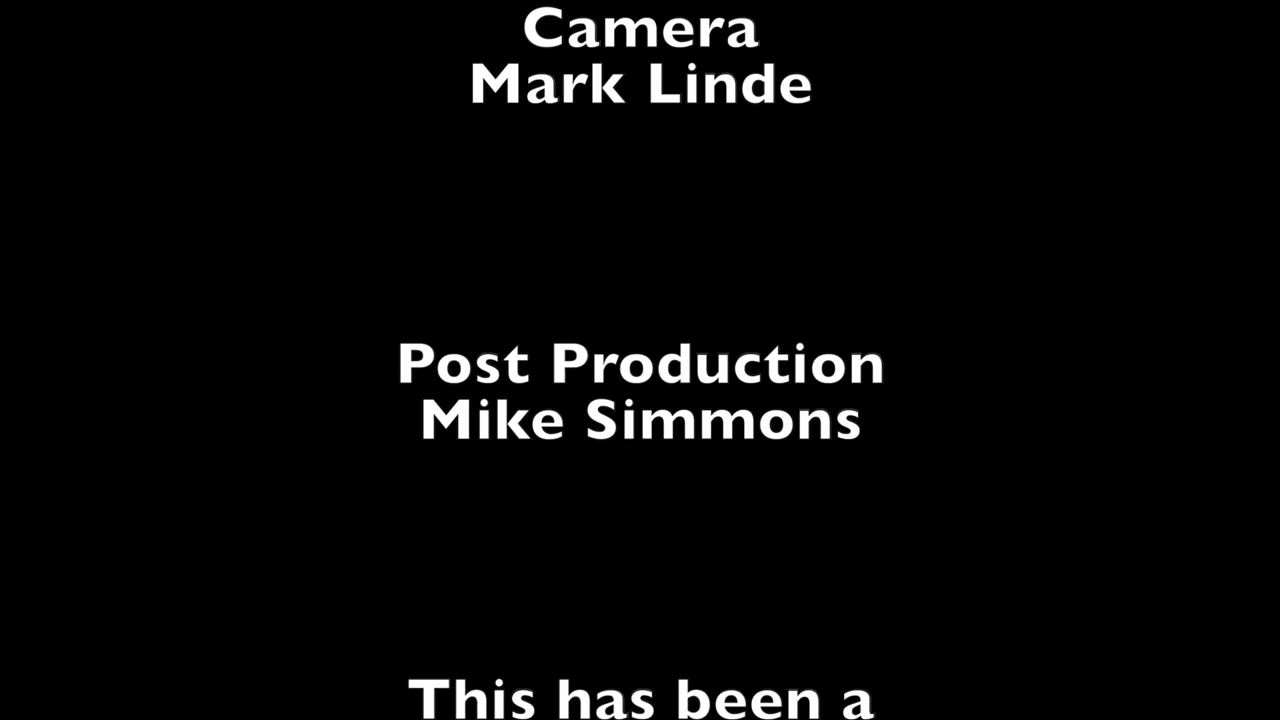 Camera
Mark Linde
Post Production
Mike Simmons
This has been a